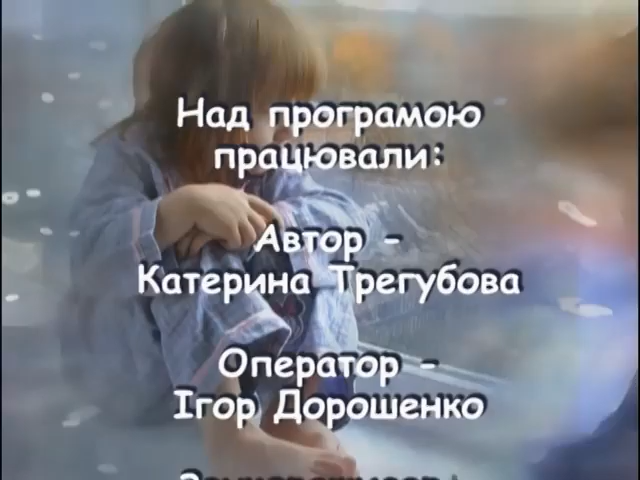 Над програмою
працювали:
Автор -
Катерина Трегубова
Оператор -
Ігор Дорошенко